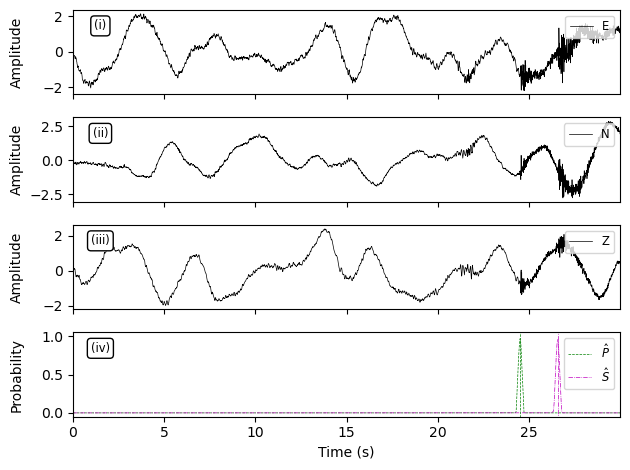 (i)
E
Amplitude
2
0
−2
(ii)
N
Amplitude
2.5
0.0
−2.5
(iii)
Z
Amplitude
2
0
−2
(iv)
P̂
Ŝ
Probability
1.0
0.5
0.0
0 5 10 15 20 25
Time (s)